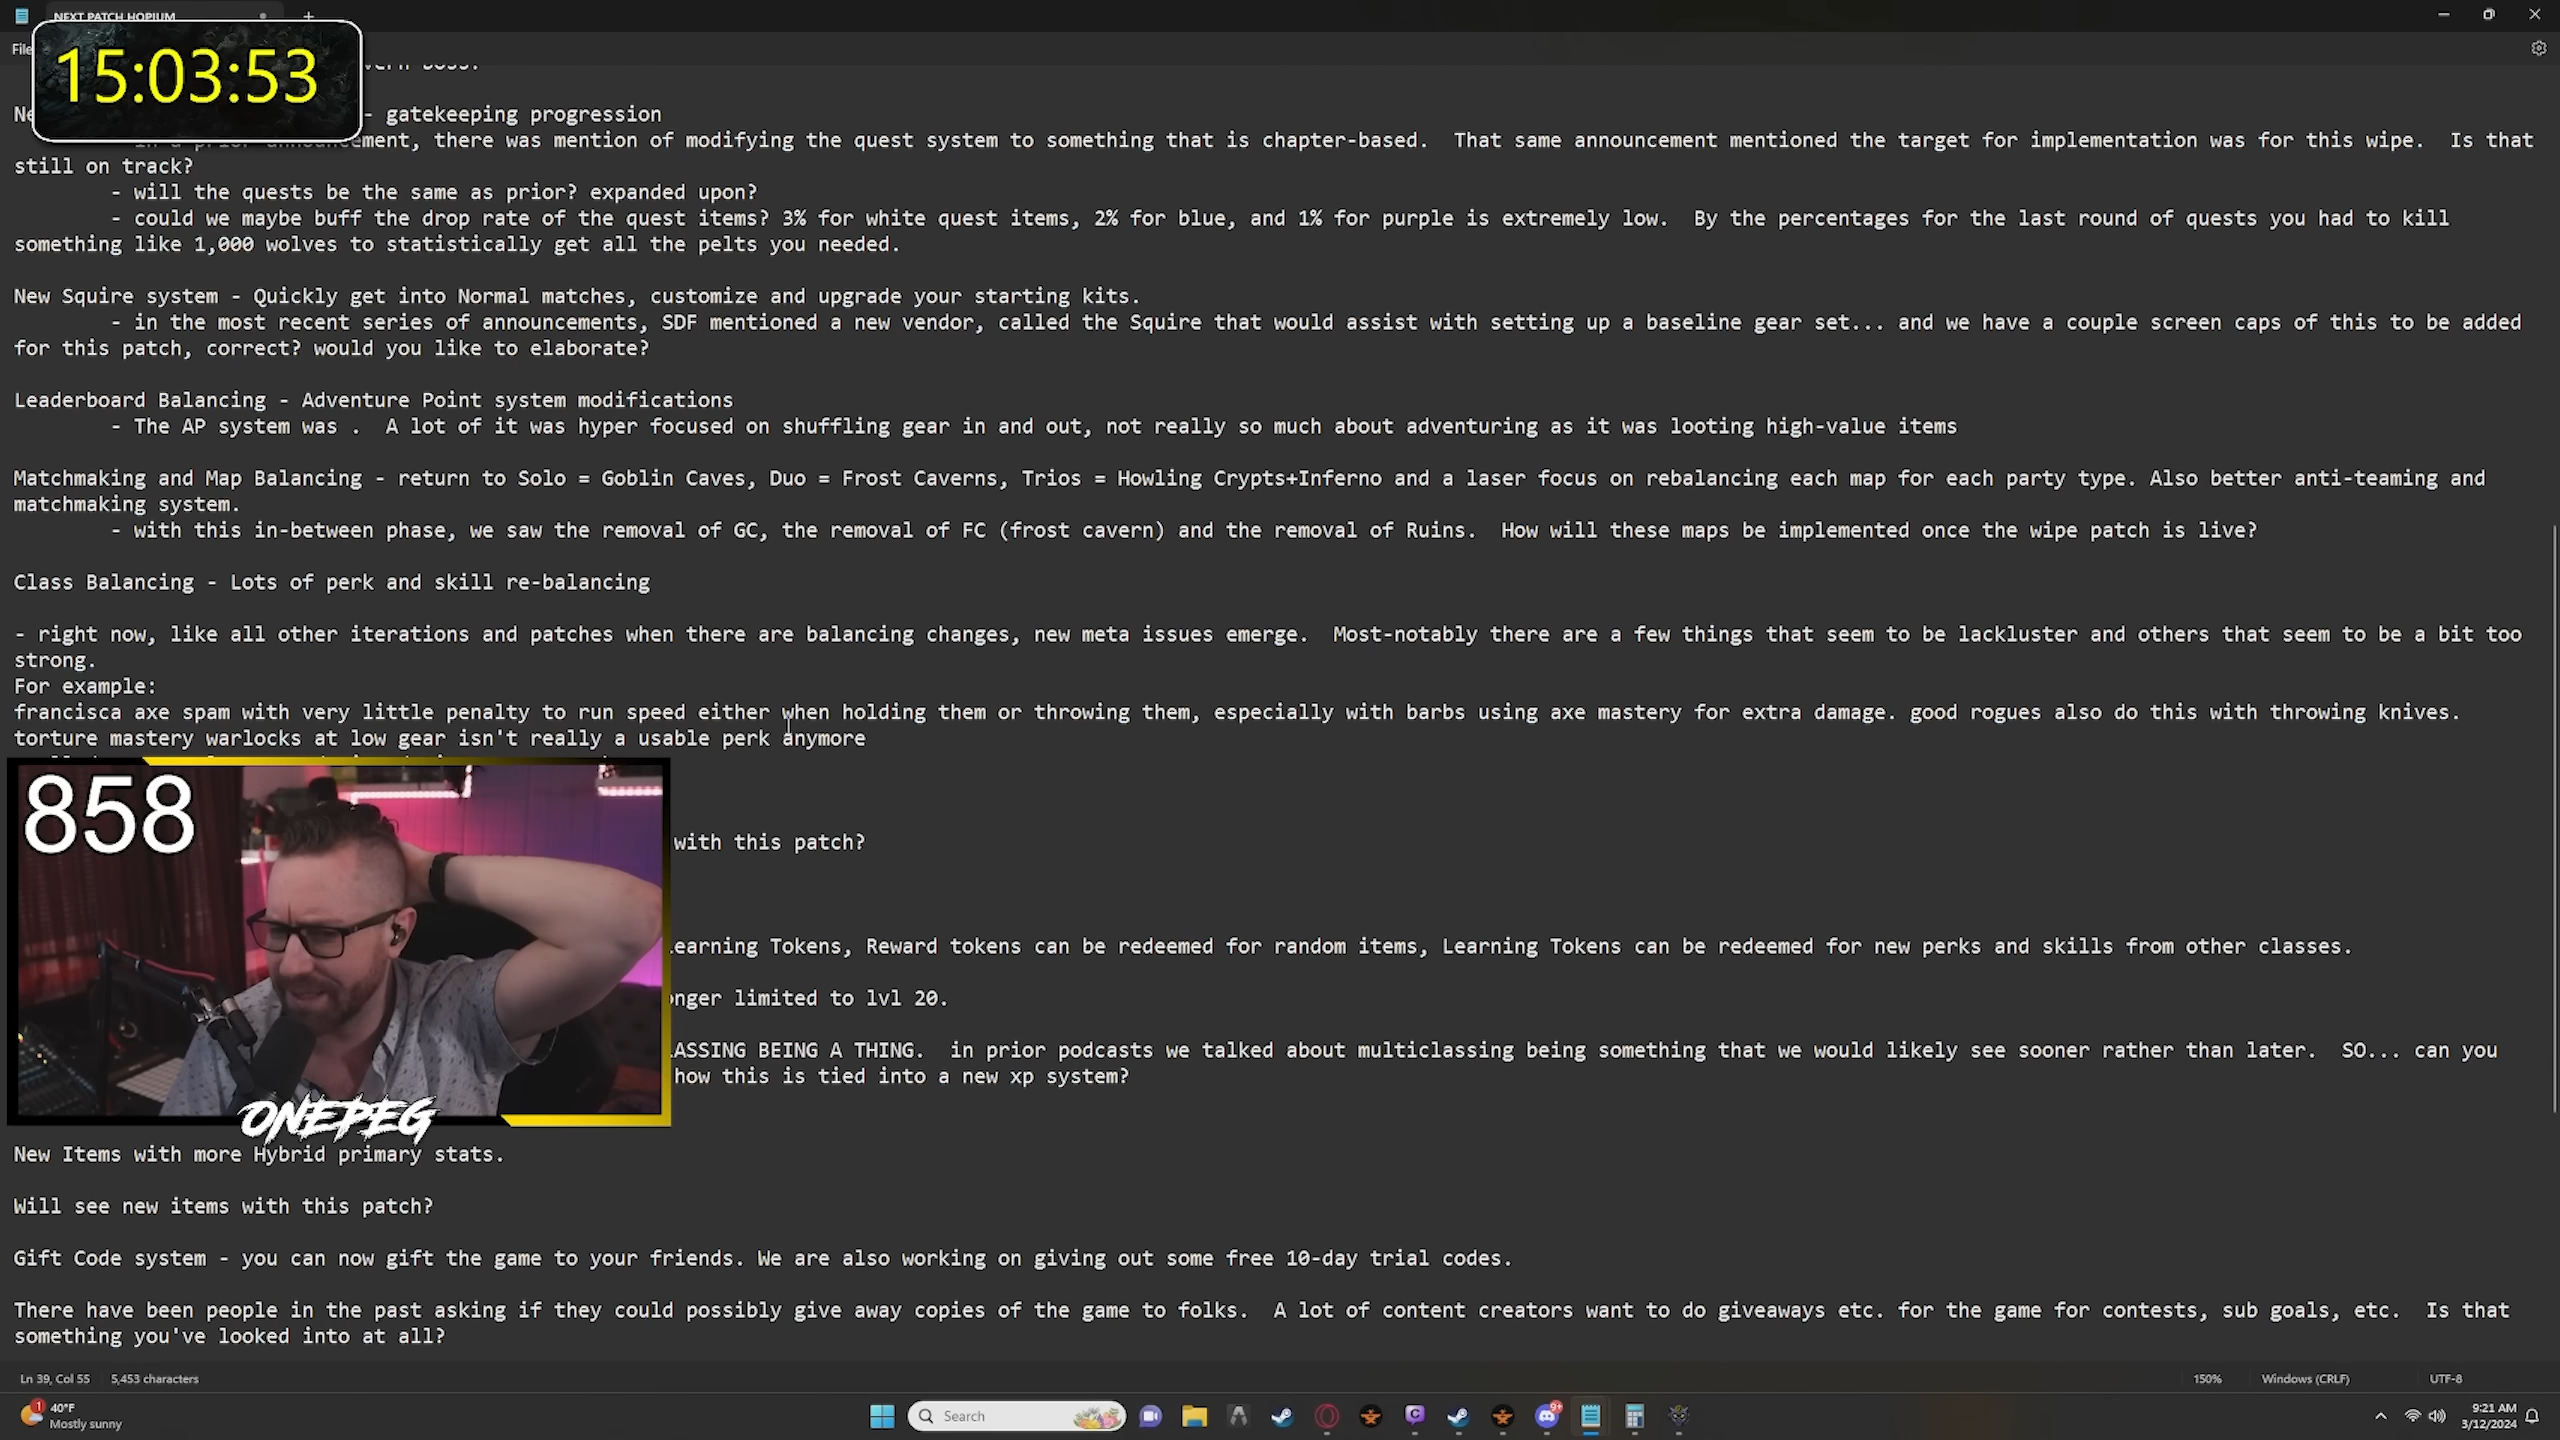 NEXT PATCH HOPIUM
File
15:03:53
- gatekeeping progression
announcement, there was mention of modifying the quest system to something that is chapter-based.  That same announcement mentioned the target for implementation was for this wipe.  Is that
still on track?
- will the quests be the same as prior? expanded upon?
- could we maybe buff the drop rate of the quest items? 3% for white quest items, 2% for blue, and 1% for purple is extremely low.  By the percentages for the last round of quests you had to kill
something like 1,000 wolves to statistically get all the pelts you needed.
New Squire system - Quickly get into Normal matches, customize and upgrade your starting kits.
- in the most recent series of announcements, SDF mentioned a new vendor, called the Squire that would assist with setting up a baseline gear set... and we have a couple screen caps of this to be added
for this patch, correct? would you like to elaborate?
Leaderboard Balancing - Adventure Point system modifications
- The AP system was .  A lot of it was hyper focused on shuffling gear in and out, not really so much about adventuring as it was looting high-value items
Matchmaking and Map Balancing - return to Solo = Goblin Caves, Duo = Frost Caverns, Trios = Howling Crypts+Inferno and a laser focus on rebalancing each map for each party type. Also better anti-teaming and
matchmaking system.
- with this in-between phase, we saw the removal of GC, the removal of FC (frost cavern) and the removal of Ruins.  How will these maps be implemented once the wipe patch is live?
Class Balancing - Lots of perk and skill re-balancing
- right now, like all other iterations and patches when there are balancing changes, new meta issues emerge.  Most-notably there are a few things that seem to be lackluster and others that seem to be a bit too
strong.
For example:
francisca axe spam with very little penalty to run speed either when holding them or throwing them, especially with barbs using axe mastery for extra damage. good rogues also do this with throwing knives.
torture mastery warlocks at low gear isn't really a usable perk anymore
858
with this patch?
Learning Tokens, Reward tokens can be redeemed for random items, Learning Tokens can be redeemed for new perks and skills from other classes.
limited to lvl 20.
BEING A THING.  in prior podcasts we talked about multiclassing being something that we would likely see sooner rather than later.  SO... can you
how this is tied into a new xp system?
ONEPEG
New Items with more Hybrid primary stats.
Will see new items with this patch?
Gift Code system - you can now gift the game to your friends. We are also working on giving out some free 10-day trial codes.
There have been people in the past asking if they could possibly give away copies of the game to folks.  A lot of content creators want to do giveaways etc. for the game for contests, sub goals, etc.  Is that
something you've looked into at all?
Ln 39, Col 55 5,453 characters 150% Windows (CRLF) UTF-8
1 40°F
Mostly sunny
Search
9+
9:21 AM
3/12/2024